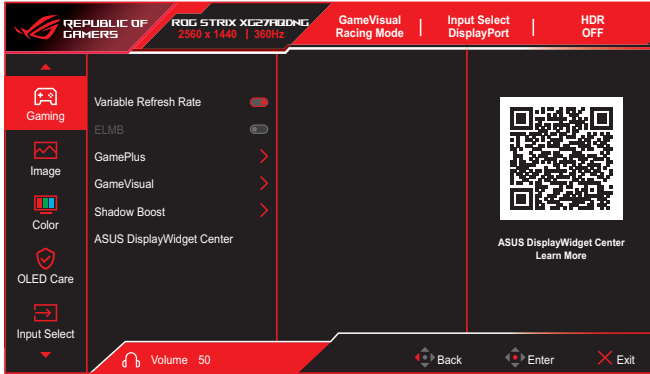 REPUBLIC OF
GAMERS
ROG STRIX XG27AQDNG
2560 x 1440 | 360Hz
GameVisual
Racing Mode
Input Select
DisplayPort
HDR
OFF
Gaming
Image
Color
OLED Care
Input Select
Variable Refresh Rate
ELMB
GamePlus
GameVisual
Shadow Boost
ASUS DisplayWidget Center
ASUS DisplayWidget Center
Learn More
Volume 50
Back
Enter
Exit